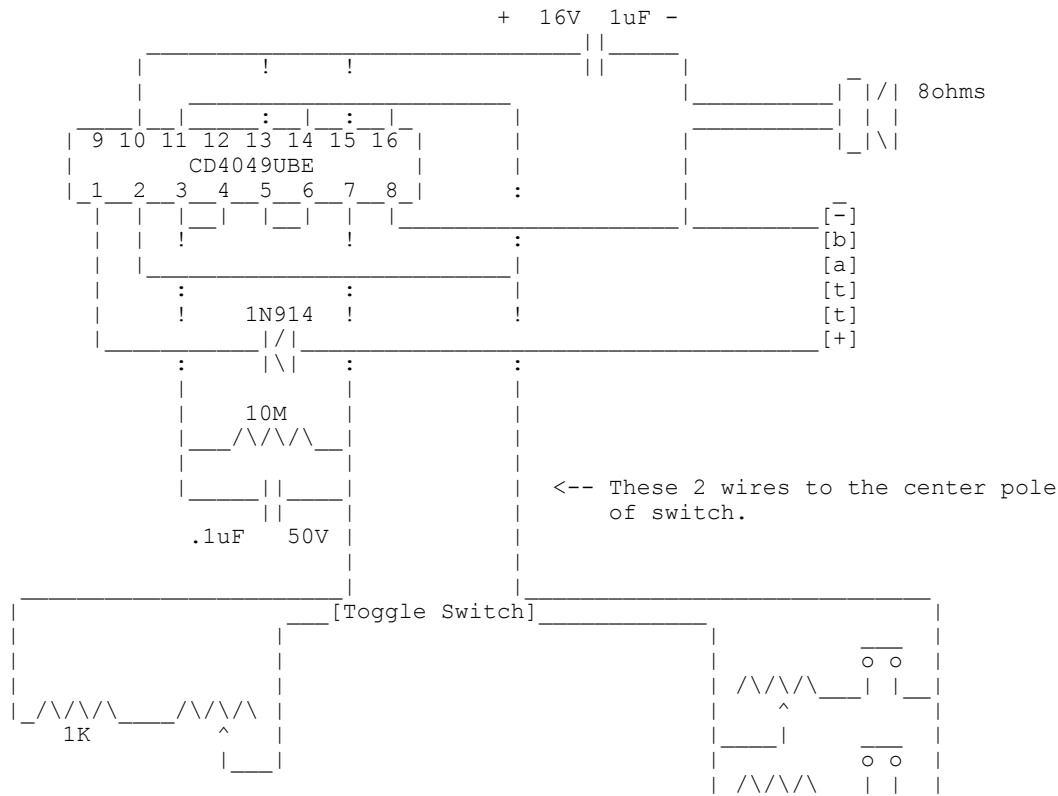 + 16V 1uF -
8ohms
9 10 11 12 13 14 15 16
CD4049UBE
1 2 3 4 5 6 7 8
[-]
[b]
[a]
[t]
[t]
1N914
[+]
10M
<-- These 2 wires to the center pole
of switch.
.1uF 50V
[Toggle Switch]
1K